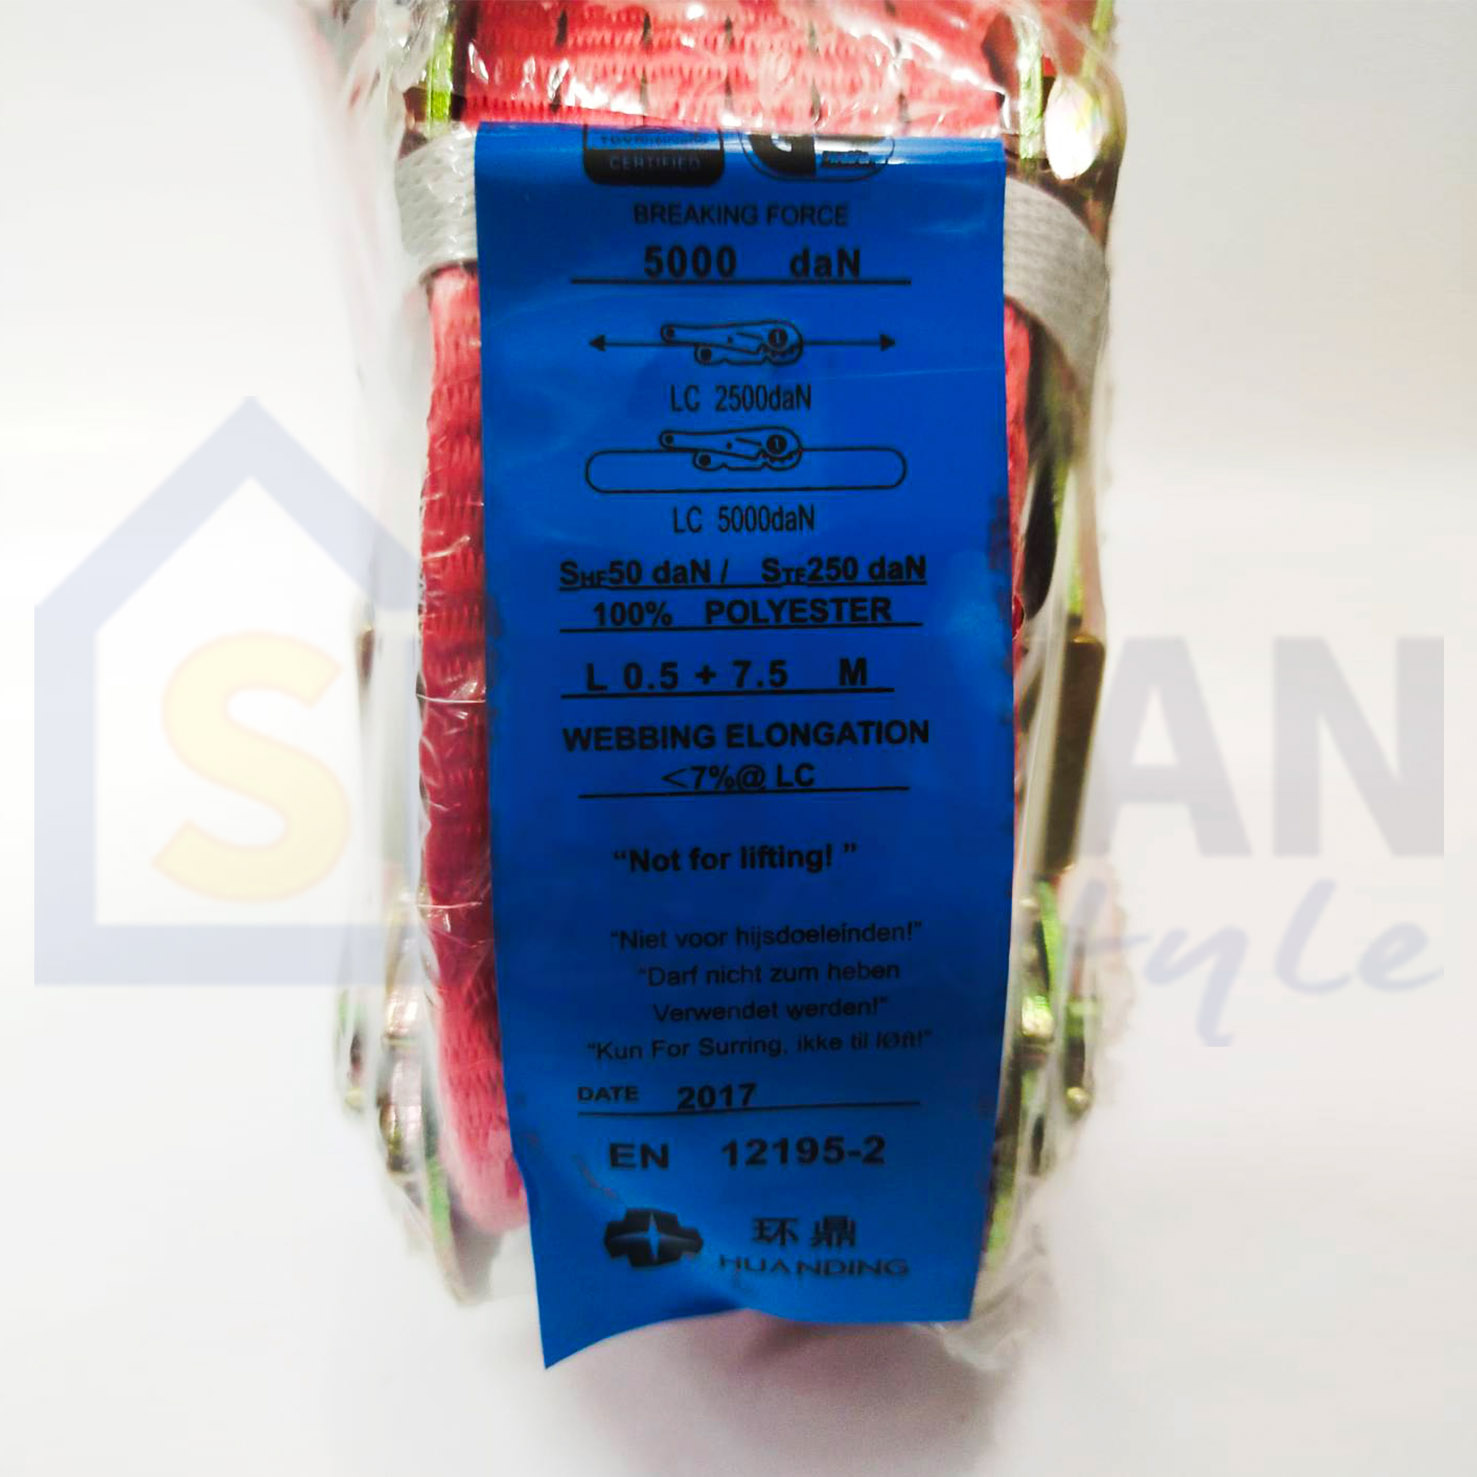 CERTIFIED
BREAKING FORCE
5000 daN
LC 2500daN
LC 5000daN
SHF50 daN / STF250 daN
100% POLYESTER
L 0.5 + 7.5 M
WEBBING ELONGATION
<7%@ LC
“Not for lifting! ”
“Niet voor hijsdoeleinden!”
“Darf nicht zum heben
Verwendet werden!”
“Kun For Surring, ikke til lØft!”
DATE 2017
EN 12195-2
环鼎
HUANDING
S AN
tyle